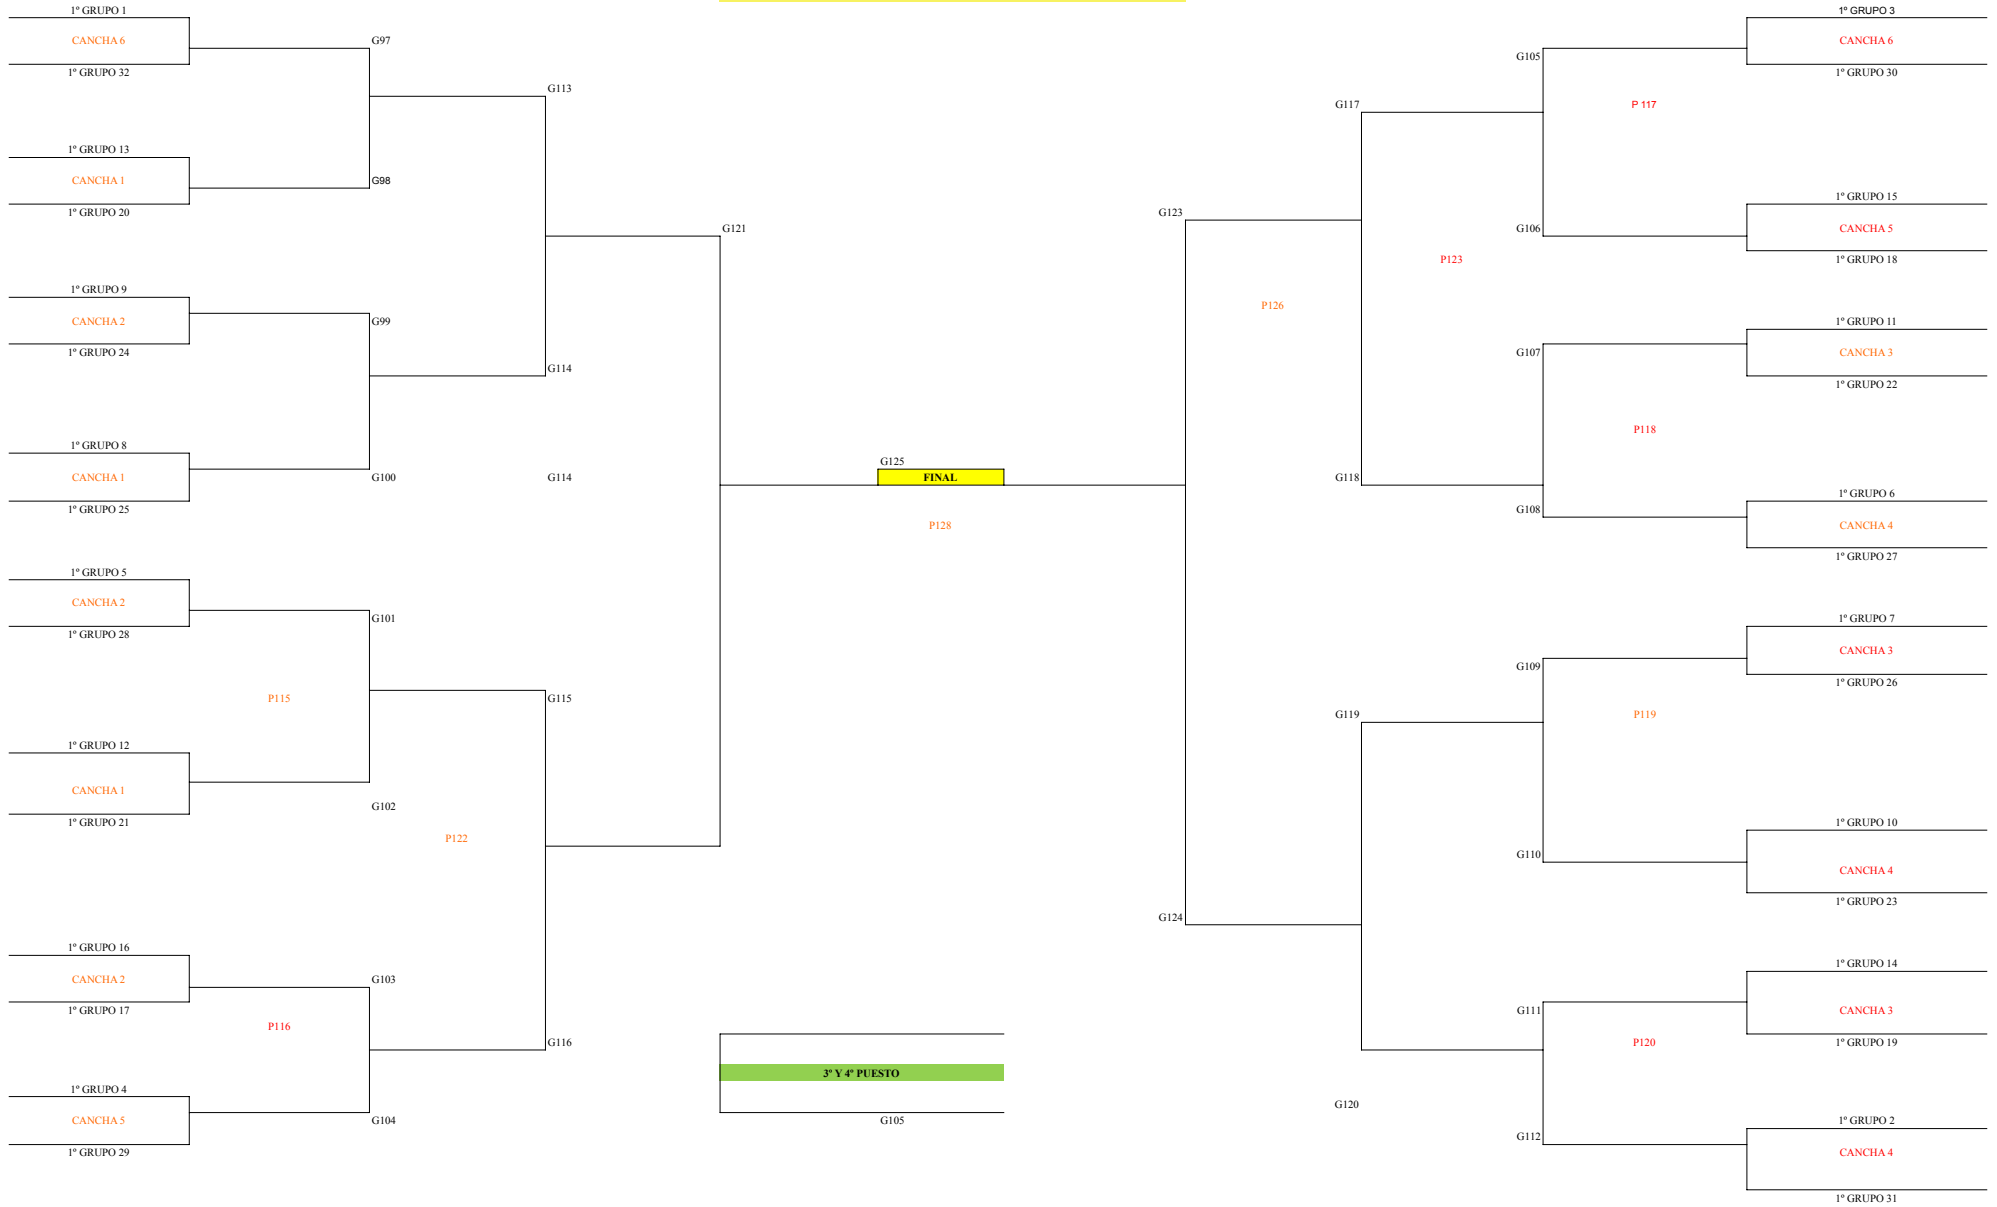 1º GRUPO 1
CANCHA 6
1º GRUPO 32
1º GRUPO 13
CANCHA 1
1º GRUPO 20
1º GRUPO 9
CANCHA 2
1º GRUPO 24
1º GRUPO 8
CANCHA 1
1º GRUPO 25
1º GRUPO 5
CANCHA 2
1º GRUPO 28
1º GRUPO 12
CANCHA 1
1º GRUPO 21
1º GRUPO 16
CANCHA 2
1º GRUPO 17
1º GRUPO 4
CANCHA 5
1º GRUPO 29
P115
P116
G97
G98
G99
G100
G101
G102
G103
G104
P122
G113
G114
G114
G115
G116
G121
G125
FINAL
P128
3º Y 4º PUESTO
G105
G123
G124
P126
G117
G118
G119
G120
P123
G105
G106
G107
G108
G109
G110
G111
G112
P 117
P118
P119
P120
1º GRUPO 3
CANCHA 6
1º GRUPO 30
1º GRUPO 15
CANCHA 5
1º GRUPO 18
1º GRUPO 11
CANCHA 3
1º GRUPO 22
1º GRUPO 6
CANCHA 4
1º GRUPO 27
1º GRUPO 7
CANCHA 3
1º GRUPO 26
1º GRUPO 10
CANCHA 4
1º GRUPO 23
1º GRUPO 14
CANCHA 3
1º GRUPO 19
1º GRUPO 2
CANCHA 4
1º GRUPO 31